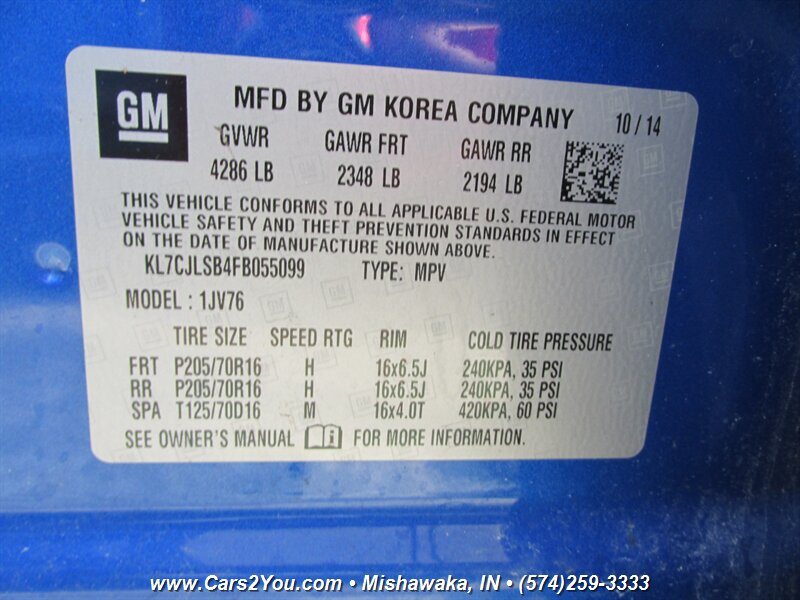 GM
MFD BY GM KOREA COMPANY 10 / 14
GVWR GAWR FRT GAWR RR
4286 LB 2348 LB 2194 LB
THIS VEHICLE CONFORMS TO ALL APPLICABLE U.S. FEDERAL MOTOR
VEHICLE SAFETY AND THEFT PREVENTION STANDARDS IN EFFECT
ON THE DATE OF MANUFACTURE SHOWN ABOVE.
KL7CJLSB4FB055099 TYPE: MPV
MODEL : 1JV76
TIRE SIZE SPEED RTG RIM COLD TIRE PRESSURE
FRT P205/70R16 H 16x6.5J 240KPA, 35 PSI
RR P205/70R16 H 16x6.5J 240KPA, 35 PSI
SPA T125/70D16 M 16x4.0T 420KPA, 60 PSI
SEE OWNER'S MANUAL i FOR MORE INFORMATION.
www.Cars2You.com • Mishawaka, IN • (574)259-3333